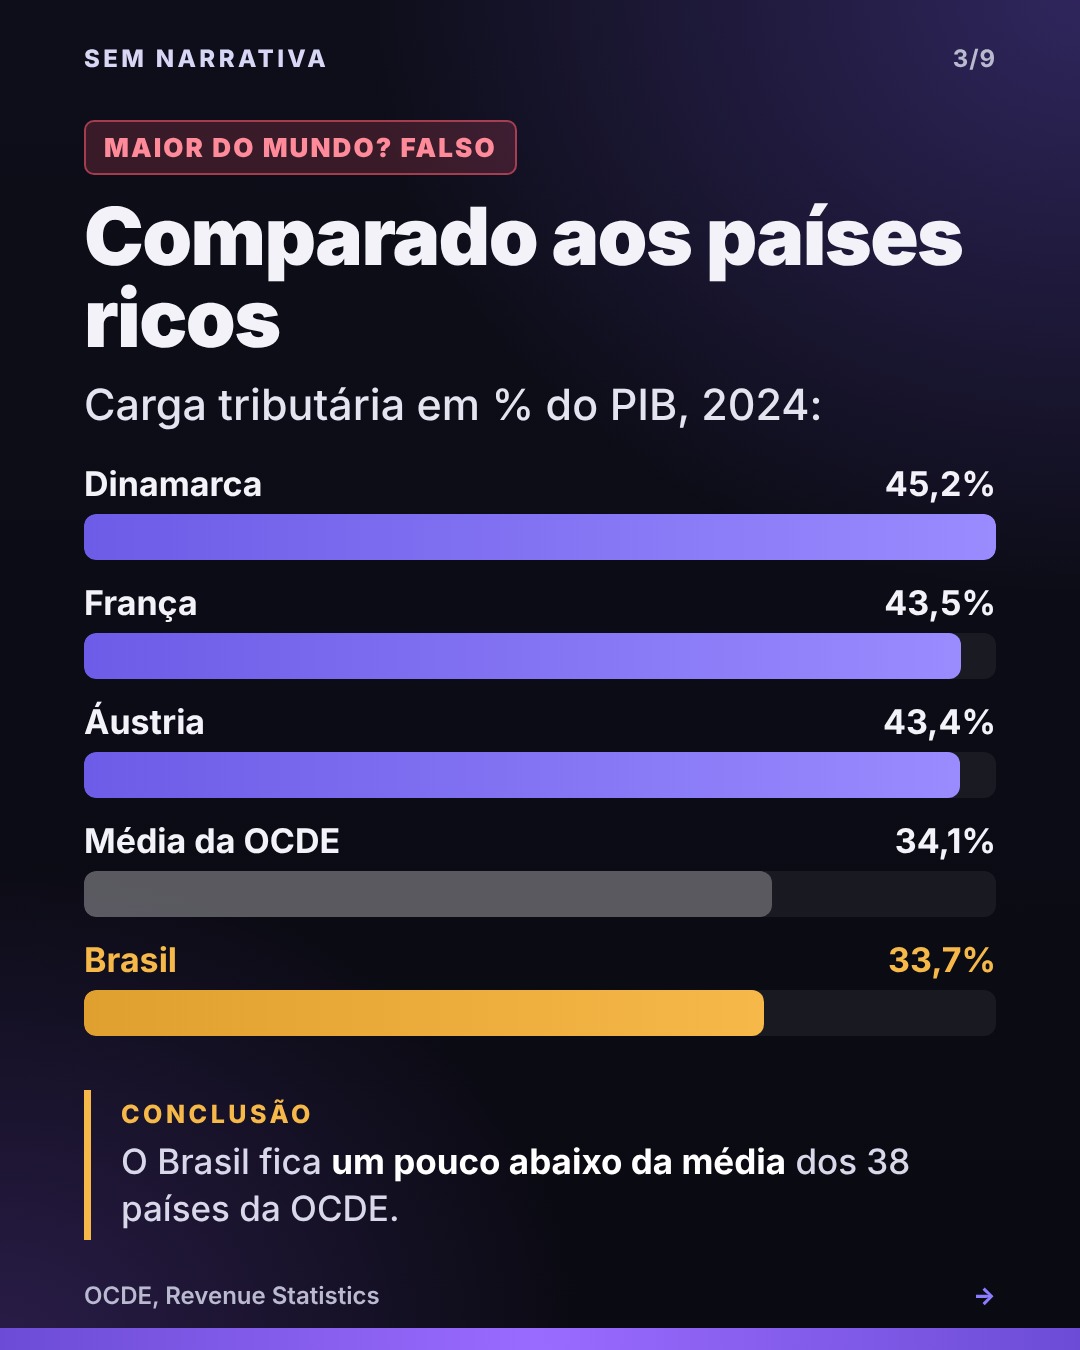 SEM NARRATIVA
3/9
MAIOR DO MUNDO? FALSO
Comparado aos países
ricos
Carga tributária em % do PIB, 2024:
Dinamarca 45,2%
França 43,5%
Áustria 43,4%
Média da OCDE 34,1%
Brasil 33,7%
CONCLUSÃO
O Brasil fica um pouco abaixo da média dos 38
países da OCDE.
OCDE, Revenue Statistics →